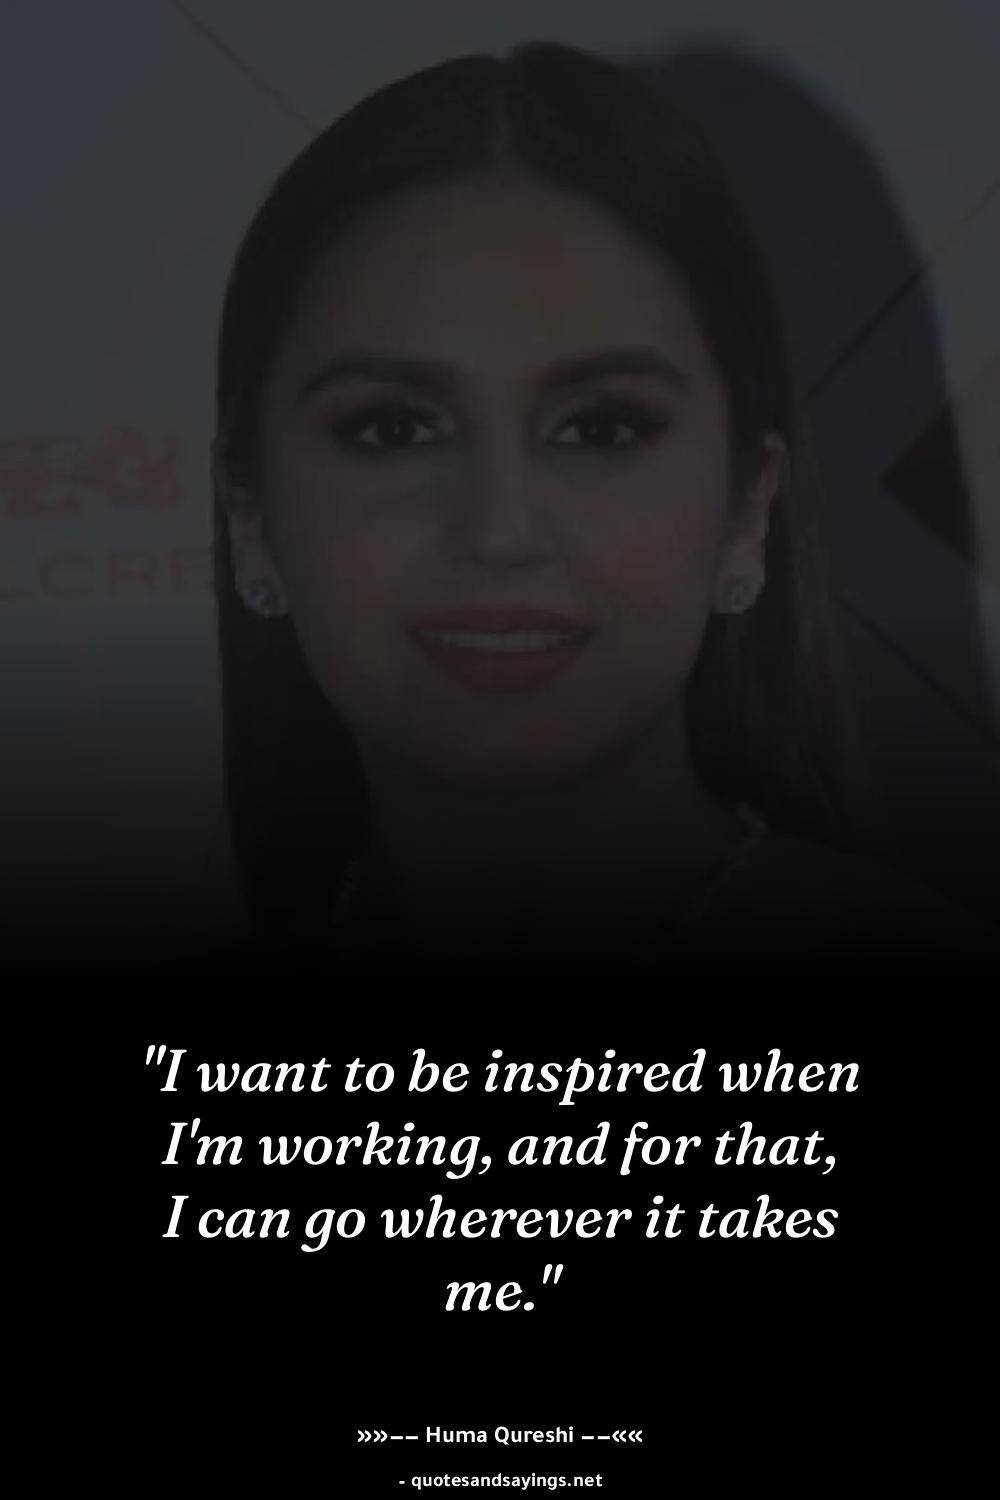 LCRE
"I want to be inspired when
I'm working, and for that,
I can go wherever it takes
me."
»»–– Huma Qureshi ––««
- quotesandsayings.net